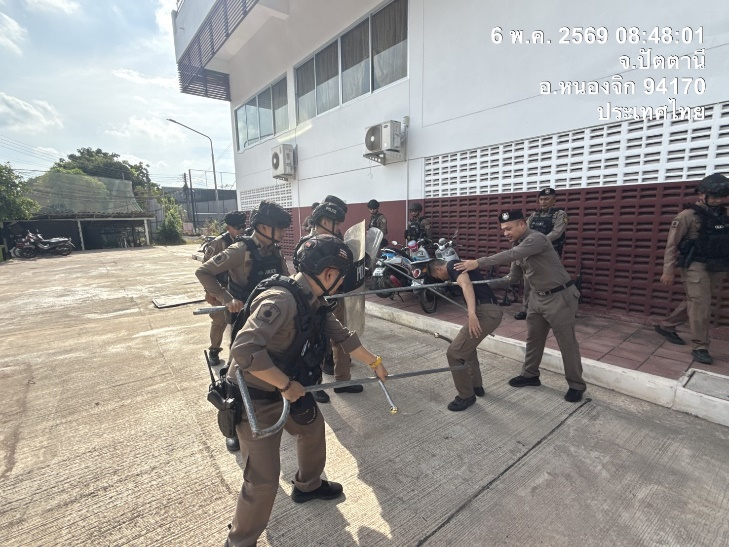 6 พ.ค. 2569 08:48:01
จ.ปัตตานี
อ.หนองจิก 94170
ประเทศไทย